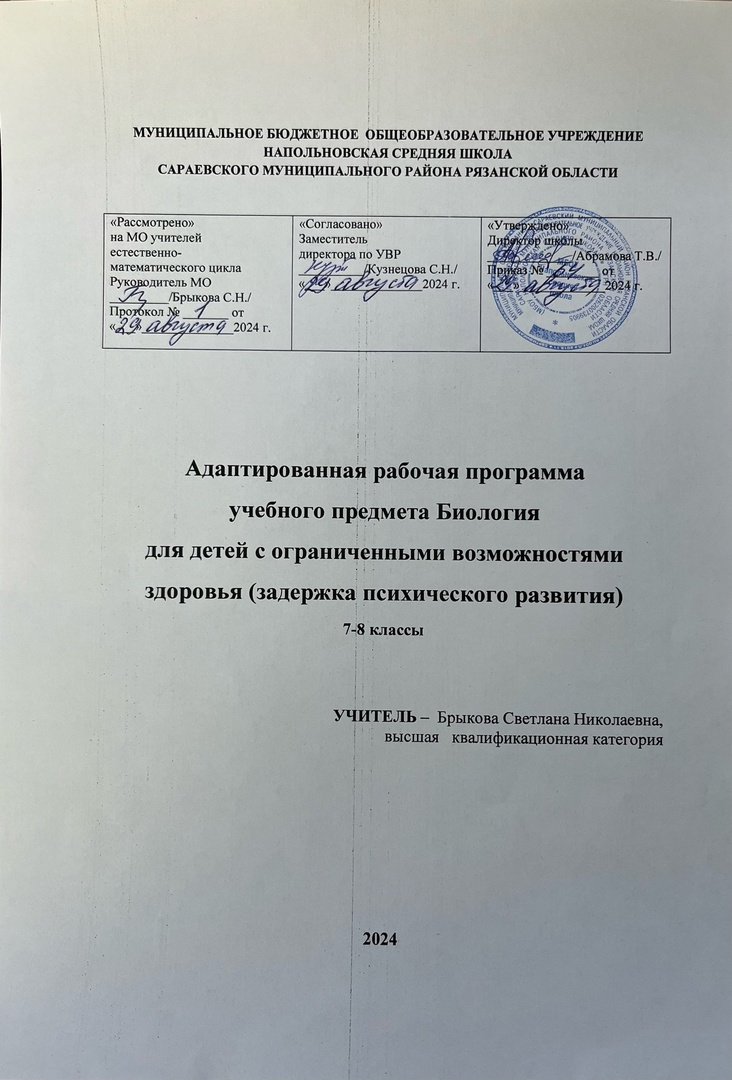 МУНИЦИПАЛЬНОЕ БЮДЖЕТНОЕ ОБЩЕОБРАЗОВАТЕЛЬНОЕ УЧРЕЖДЕНИЕ
НАПОЛЬНОВСКАЯ СРЕДНЯЯ ШКОЛА
САРАЕВСКОГО МУНИЦИПАЛЬНОГО РАЙОНА РЯЗАНСКОЙ ОБЛАСТИ
«Рассмотрено»
на МО учителей
естественно-
математического цикла
Руководитель МО
/Брыкова С.Н./
Протокол № 1 от
«29» августа 2024 г.
«Согласовано»
Заместитель
директора по УВР
/Кузнецова С.Н./
«29» августа 2024 г.
«Утверждено»
Директор школы
/Абрамова Т.В./
Приказ № от
«29» августа 2024 г.
Адаптированная рабочая программа
учебного предмета Биология
для детей с ограниченными возможностями
здоровья (задержка психического развития)
7-8 классы
УЧИТЕЛЬ – Брыкова Светлана Николаевна,
высшая квалификационная категория
2024